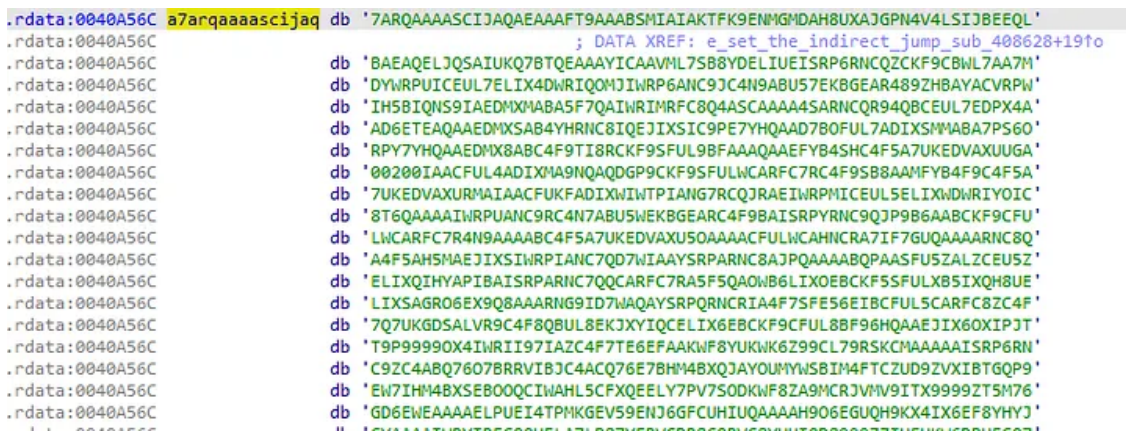 .rdata:0040A56C a7arqaaaascijaq db '7ARQAAAASCIJAQAEAAAFT9AAABSMIAIAKTFK9ENMGMDAH8UXAJGPN4V4LSIJBEEQL'
.rdata:0040A56C ; DATA XREF: e_set_the_indirect_jump_sub_408628+19↑o
.rdata:0040A56C db 'BAEAQELJQSAIUKQ7BTQEAAAYICAAVML7SB8YDELIUEISRP6RNCQZCKF9CBWL7AA7M'
.rdata:0040A56C db 'DYWRPUICEUL7ELIX4DWRIQOMJIWRP6ANC9JC4N9ABU57EKBGEAR489ZHBAYACVRPW'
.rdata:0040A56C db 'IH5BIQNS9IAEDMXMABA5F7QAIWRIMRFC8Q4ASCAAAA4SARNCQR94QBCEUL7EDPX4A'
.rdata:0040A56C db 'AD6ETEAQAAEDMXSAB4YHRNC8IQEJIXSIC9PE7YHQAAD7BOFUL7ADIXSMMABA7PS6O'
.rdata:0040A56C db 'RPY7YHQAAEDMX8ABC4F9TI8RCKF9SFUL9BFAAAQAAEFYB4SHC4F5A7UKEDVAXUUGA'
.rdata:0040A56C db '00200IAACFUL4ADIXMA9NQAQDGP9CKF9SFULWCARFC7RC4F9SB8AAMFYB4F9C4F5A'
.rdata:0040A56C db '7UKEDVAXURMAIAACFUKFADIXWIWTPIANG7RCQJRAEIWRPMICEUL5ELIXWDWRIYOIC'
.rdata:0040A56C db '8T6QAAAAIWRPUANC9RC4N7ABU5WEKBGEARC4F9BAISRPYRNC9QJP9B6AABCKF9CFU'
.rdata:0040A56C db 'LWCARFC7R4N9AAAABC4F5A7UKEDVAXU5OAAAACFULWCAHNCRA7IF7GUQAAAARNC8Q'
.rdata:0040A56C db 'A4F5AH5MAEJIXSIWRPIANC7QD7WIAAYSRPARNC8AJPQAAAABQPAASFU5ZALZCEU5Z'
.rdata:0040A56C db 'ELIXQIHYAPIBAISRPARNC7QQCARFC7RA5F5QAOWB6LIXOEBCKF5SFULXB5IXQH8UE'
.rdata:0040A56C db 'LIXSAGRO6EX9Q8AAARNG9ID7WAQAYSRPQRNCRIA4F7SFE56EIBCFUL5CARFC8ZC4F'
.rdata:0040A56C db '7Q7UKGDSALVR9C4F8QBUL8EKJXYIQCELIX6EBCKF9CFUL8BF96HQAAEJIX6OXIPJT'
.rdata:0040A56C db 'T9P9999OX4IWRII97IAZC4F7TE6EFAAKWF8YUKWK6Z99CL79RSKCMAAAAAISRP6RN'
.rdata:0040A56C db 'C9ZC4ABQ76O7BRRVIBJC4ACQ76E7BHM4BXQJAYOUMYWSBIM4FTCZUD9ZVXIBTGQP9'
.rdata:0040A56C db 'EW7IHM4BXSEBOOQCIWAHL5CFXQEELY7PV7SODKWF8ZA9MCRJVMV9ITX9999ZT5M76'
.rdata:0040A56C db 'GD6EWEAAAAELPUEI4TPMKGEV59ENJ6GFCUHIUQAAAAH9O6EGUQH9KX4IX6EF8YHYJ'
.rdata:0040A56C db